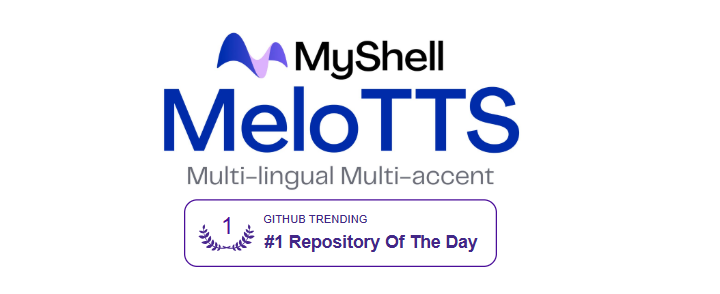 MyShell
MeloTTS
Multi-lingual Multi-accent
1
GITHUB TRENDING
#1 Repository Of The Day